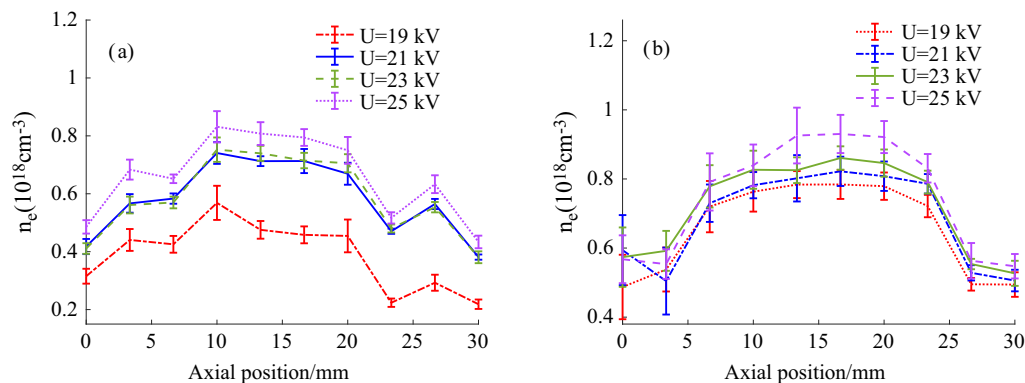 (a)
U=19 kV
U=21 kV
U=23 kV
U=25 kV
1.2
1
0.8
0.6
0.4
0.2
0 5 10 15 20 25 30
Axial position/mm
nₑ(10¹⁸cm⁻³)
(b)
U=19 kV
U=21 kV
U=23 kV
U=25 kV
1.2
1
0.8
0.6
0.4
0 5 10 15 20 25 30
Axial position/mm
nₑ(10¹⁸cm⁻³)